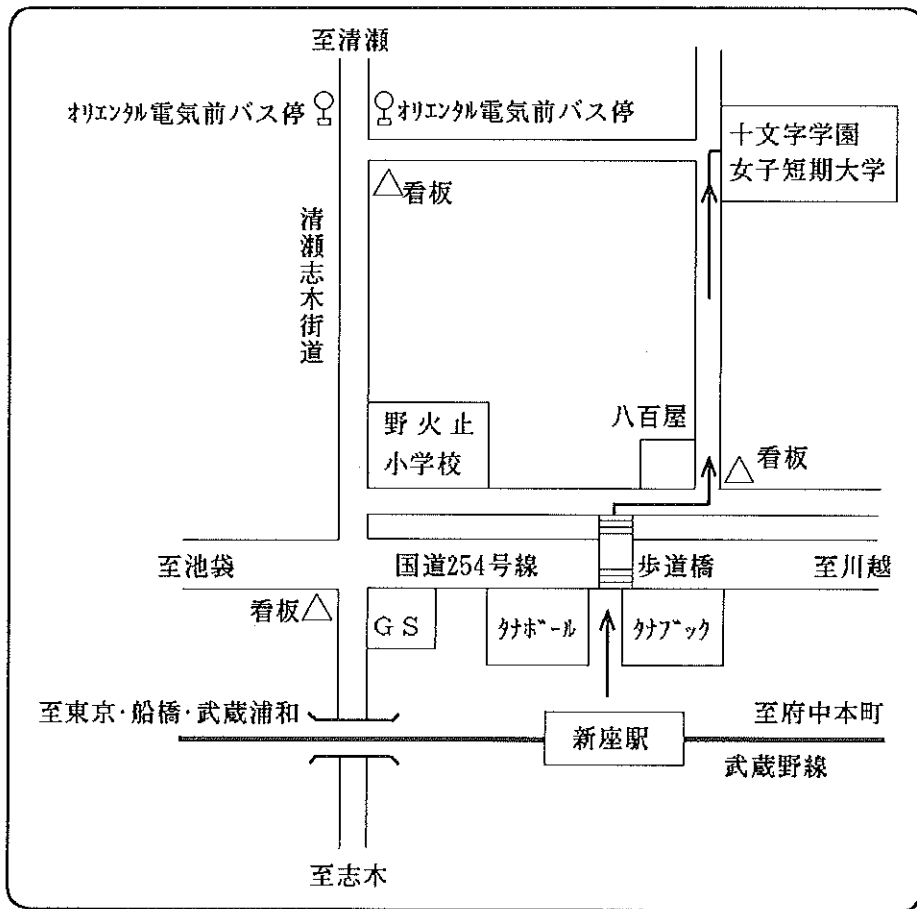 至清瀬
オリエンタル電気前バス停
オリエンタル電気前バス停
十文字学園
女子短期大学
看板
清瀬志木街道
野火止
小学校
八百屋
看板
至池袋
国道254号線
歩道橋
至川越
看板
GS
タナボール
タナブック
至東京・船橋・武蔵浦和
新座駅
至府中本町
武蔵野線
至志木